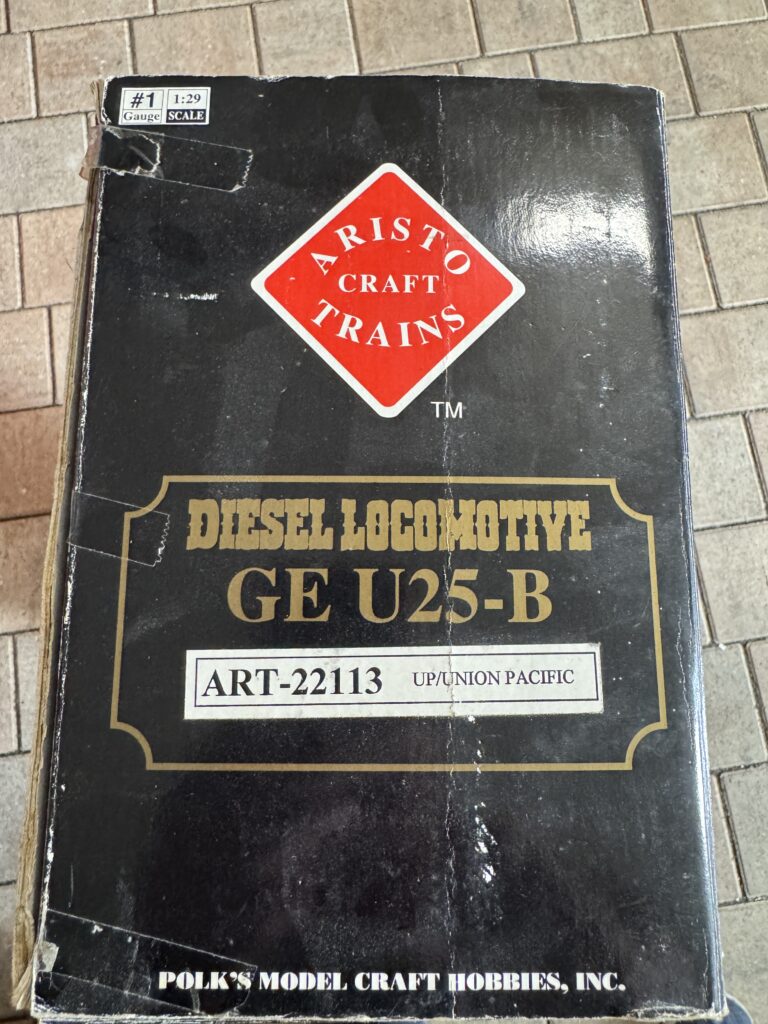 #1 1:29
Gauge SCALE
ARISTO
CRAFT
TRAINS
TM
DIESEL LOCOMOTIVE
GE U25-B
ART-22113 UP/UNION PACIFIC
POLK'S MODEL CRAFT HOBBIES, INC.